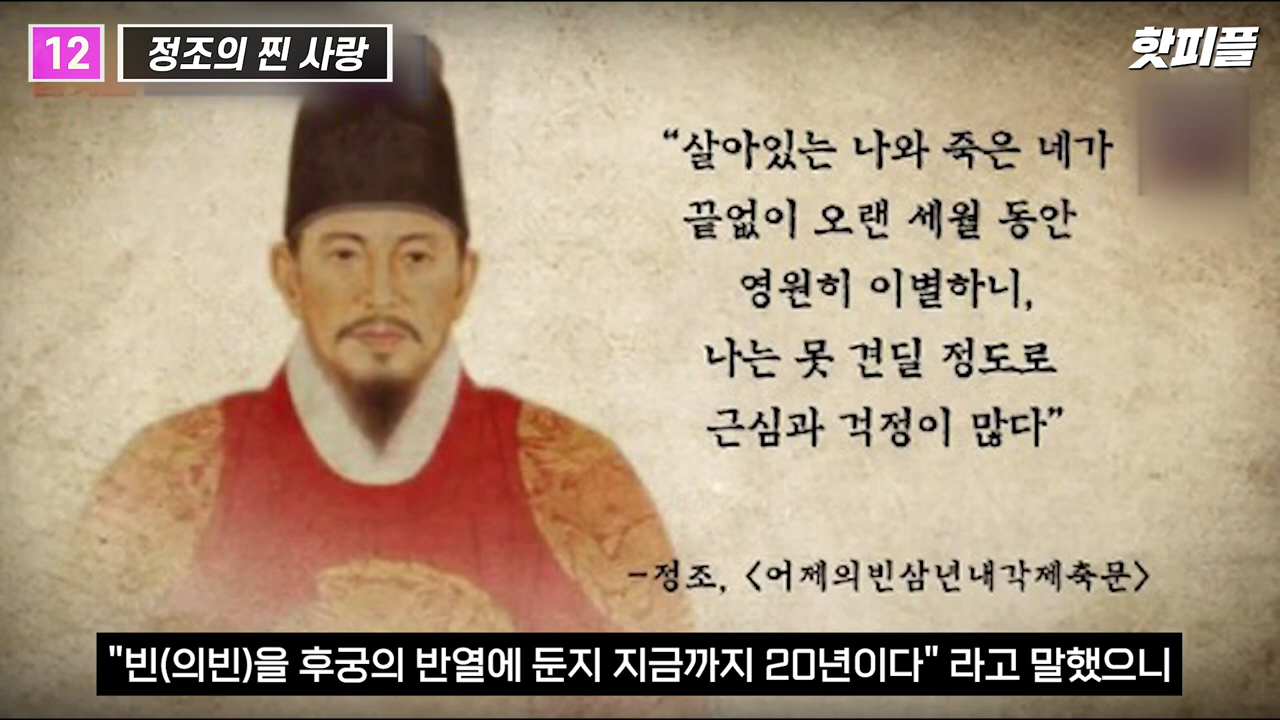 12 정조의 찐 사랑
핫피플
“살아있는 나와 죽은 네가
끝없이 오랜 세월 동안
영원히 이별하니,
나는 못 견딜 정도로
근심과 걱정이 많다”
-정조, <어제의빈삼년내각제축문>
"빈(의빈)을 후궁의 반열에 둔지 지금까지 20년이다" 라고 말했으니